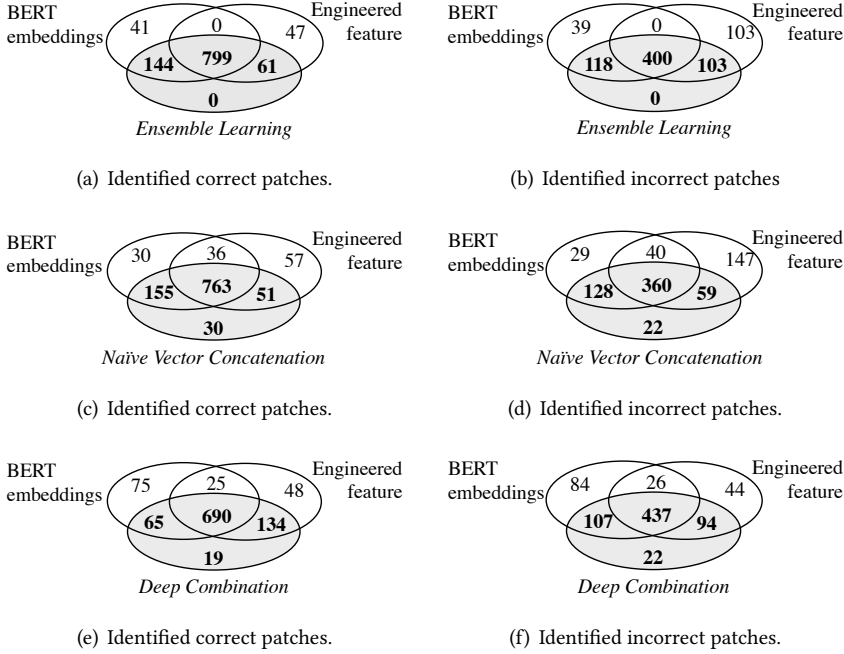 BERT embeddings
41
0
47
Engineered feature
144
799
61
0
Ensemble Learning
(a) Identified correct patches.
BERT embeddings
39
0
103
Engineered feature
118
400
103
0
Ensemble Learning
(b) Identified incorrect patches
BERT embeddings
30
36
57
Engineered feature
155
763
51
30
Naïve Vector Concatenation
(c) Identified correct patches.
BERT embeddings
29
40
147
Engineered feature
128
360
59
22
Naïve Vector Concatenation
(d) Identified incorrect patches.
BERT embeddings
75
25
48
Engineered feature
65
690
134
19
Deep Combination
(e) Identified correct patches.
BERT embeddings
84
26
44
Engineered feature
107
437
94
22
Deep Combination
(f) Identified incorrect patches.